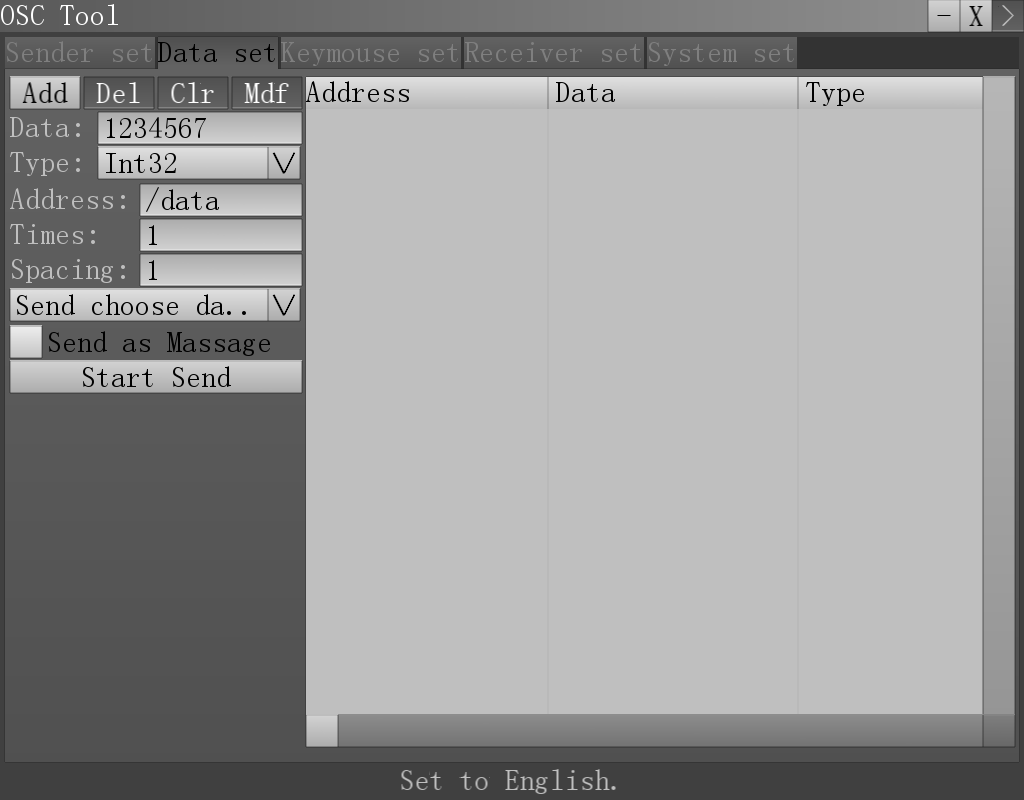 OSC Tool - X >
Sender set Data set Keymouse set Receiver set System set
Add Del Clr Mdf Address Data Type
Data: 1234567
Type: Int32 V
Address: /data
Times: 1
Spacing: 1
Send choose da.. V
Send as Massage
Start Send
Set to English.